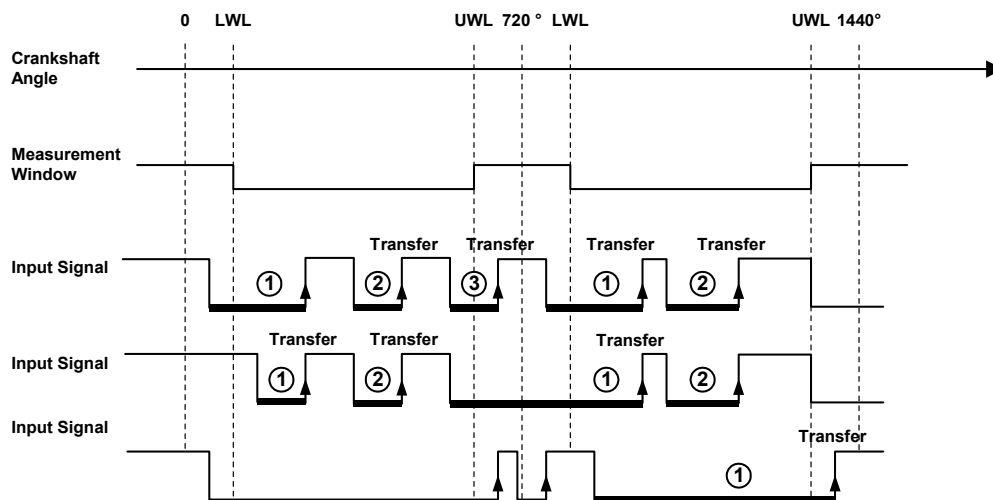 0 LWL UWL 720 ° LWL UWL 1440°
Crankshaft
Angle
Measurement
Window
Transfer Transfer Transfer Transfer
Input Signal
① ② ③ ① ②
Transfer Transfer Transfer
Input Signal
① ② ① ②
Input Signal
Transfer
①